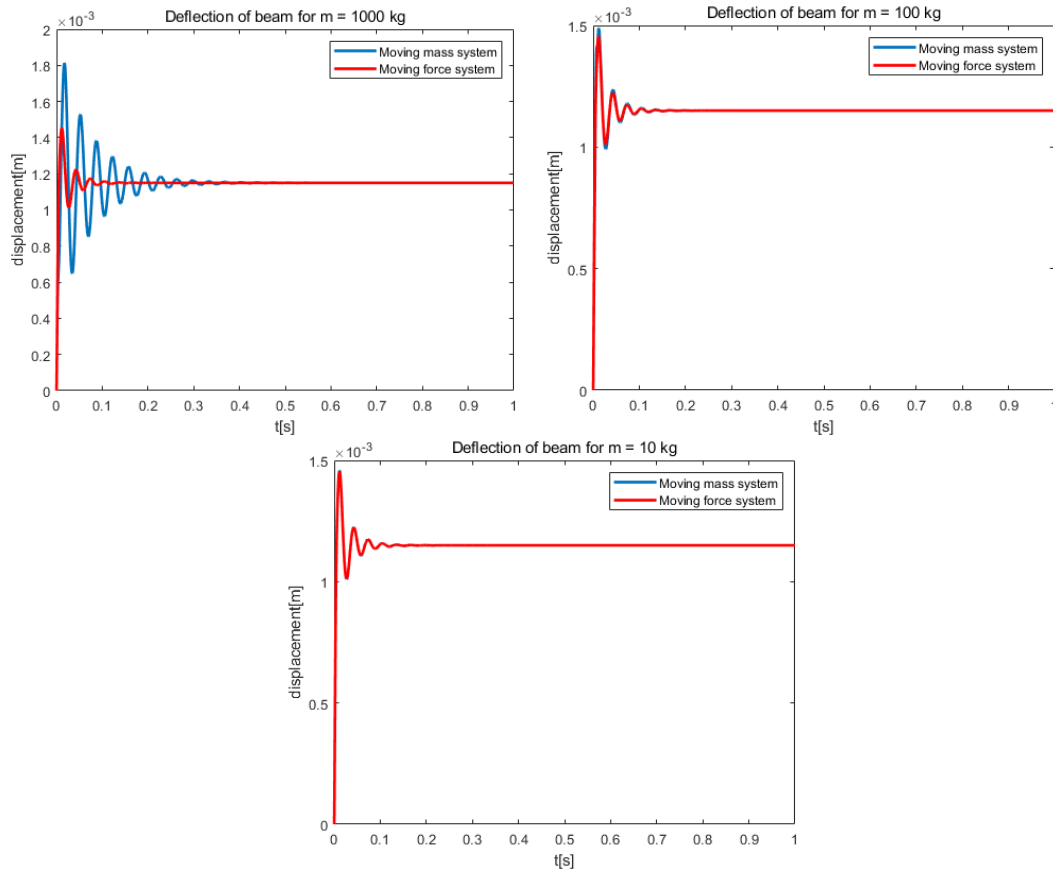 Deflection of beam for m = 1000 kg
×10⁻³
2
1.8
1.6
1.4
1.2
1
0.8
0.6
0.4
0.2
0
displacement[m]
Moving mass system
Moving force system
0 0.1 0.2 0.3 0.4 0.5 0.6 0.7 0.8 0.9 1
t[s]
Deflection of beam for m = 100 kg
×10⁻³
1.5
1
0.5
0
displacement[m]
Moving mass system
Moving force system
0 0.1 0.2 0.3 0.4 0.5 0.6 0.7 0.8 0.9 1
t[s]
Deflection of beam for m = 10 kg
×10⁻³
1.5
1
0.5
0
displacement[m]
Moving mass system
Moving force system
0 0.1 0.2 0.3 0.4 0.5 0.6 0.7 0.8 0.9 1
t[s]